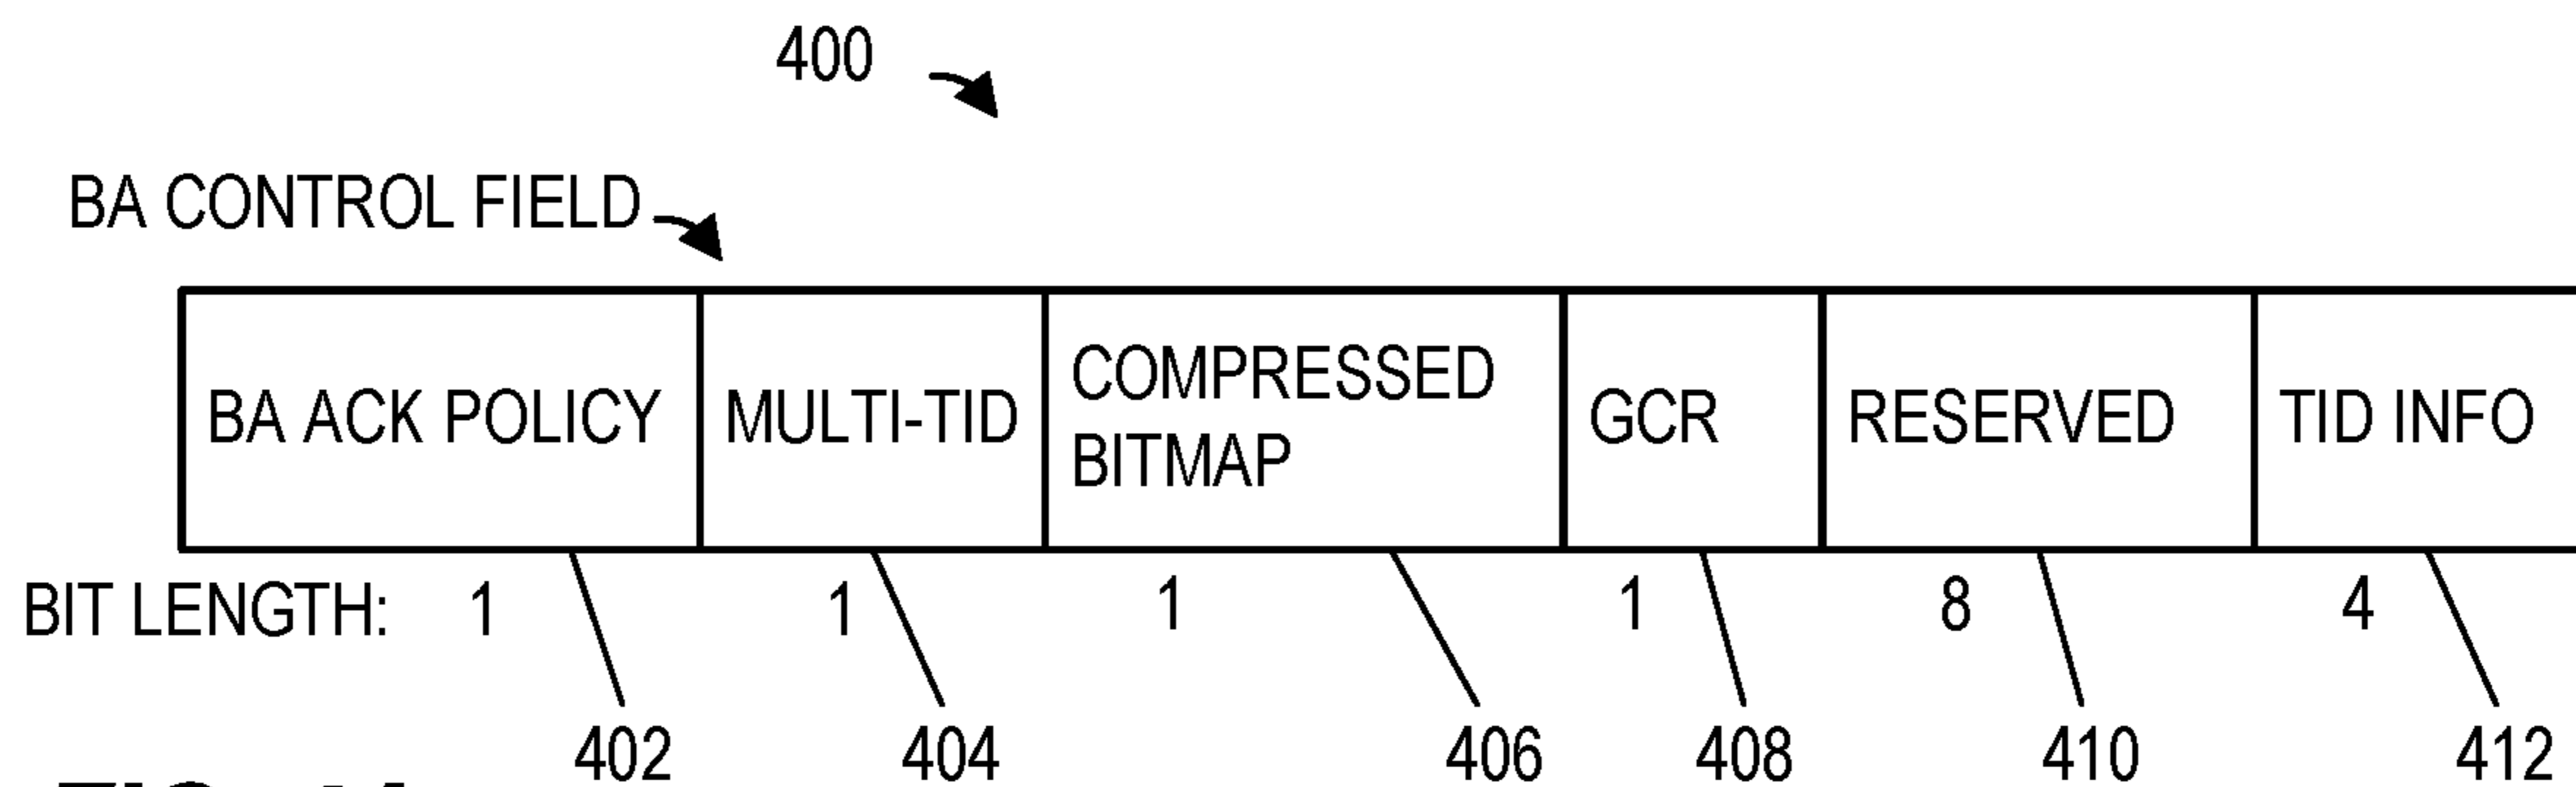 400
BA CONTROL FIELD
BA ACK POLICY MULTI-TID COMPRESSED BITMAP GCR RESERVED TID INFO
BIT LENGTH: 1 1 1 1 8 4
402 404 406 408 410 412